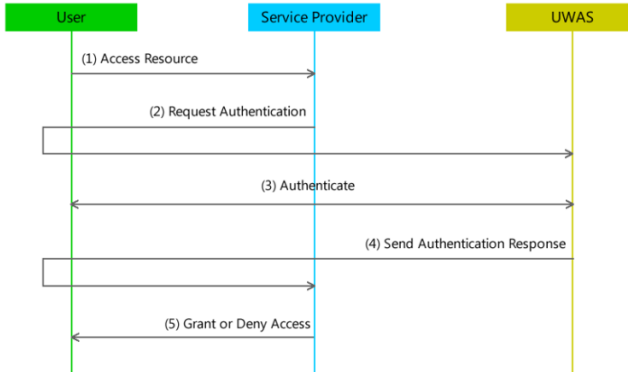 User
Service Provider
UWAS
(1) Access Resource
(2) Request Authentication
(3) Authenticate
(4) Send Authentication Response
(5) Grant or Deny Access